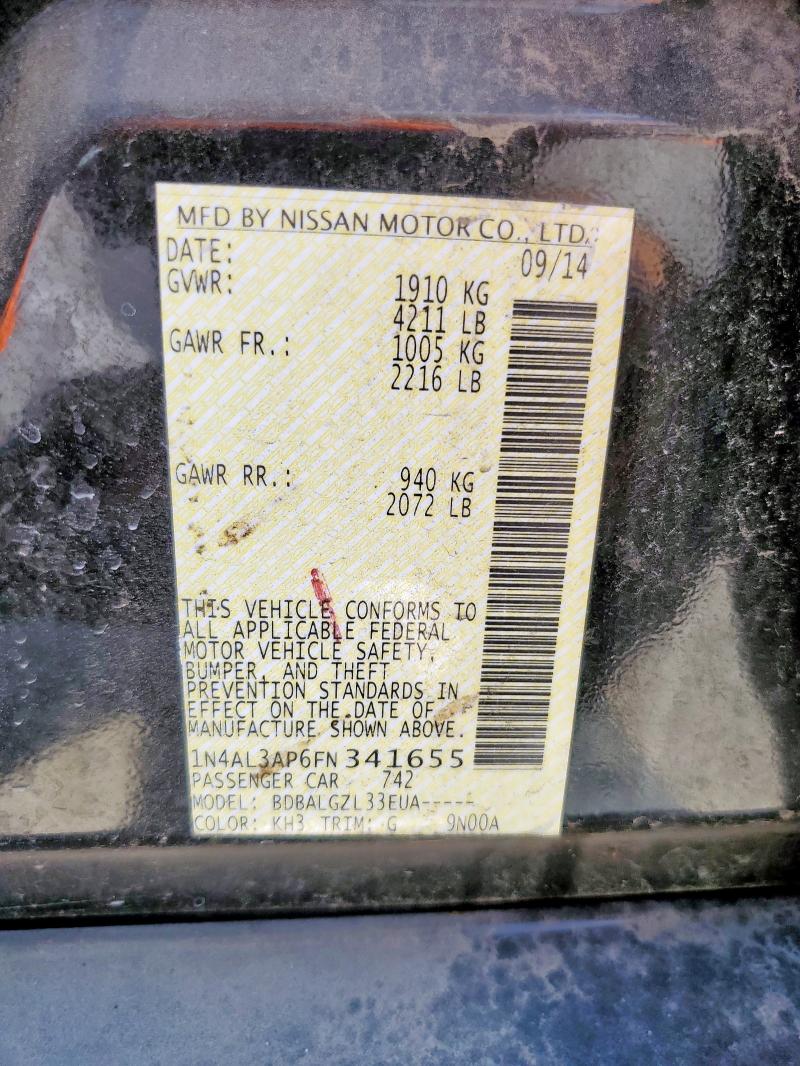 MFD BY NISSAN MOTOR CO., LTD.
DATE: 09/14
GVWR: 1910 KG
4211 LB
GAWR FR.: 1005 KG
2216 LB
GAWR RR.: 940 KG
2072 LB
THIS VEHICLE CONFORMS TO
ALL APPLICABLE FEDERAL
MOTOR VEHICLE SAFETY,
BUMPER, AND THEFT
PREVENTION STANDARDS IN
EFFECT ON THE DATE OF
MANUFACTURE SHOWN ABOVE.
1N4AL3AP6FN 341655
PASSENGER CAR 742
MODEL: BDBALGZL33EUA-----
COLOR: KH3 TRIM: G 9N00A